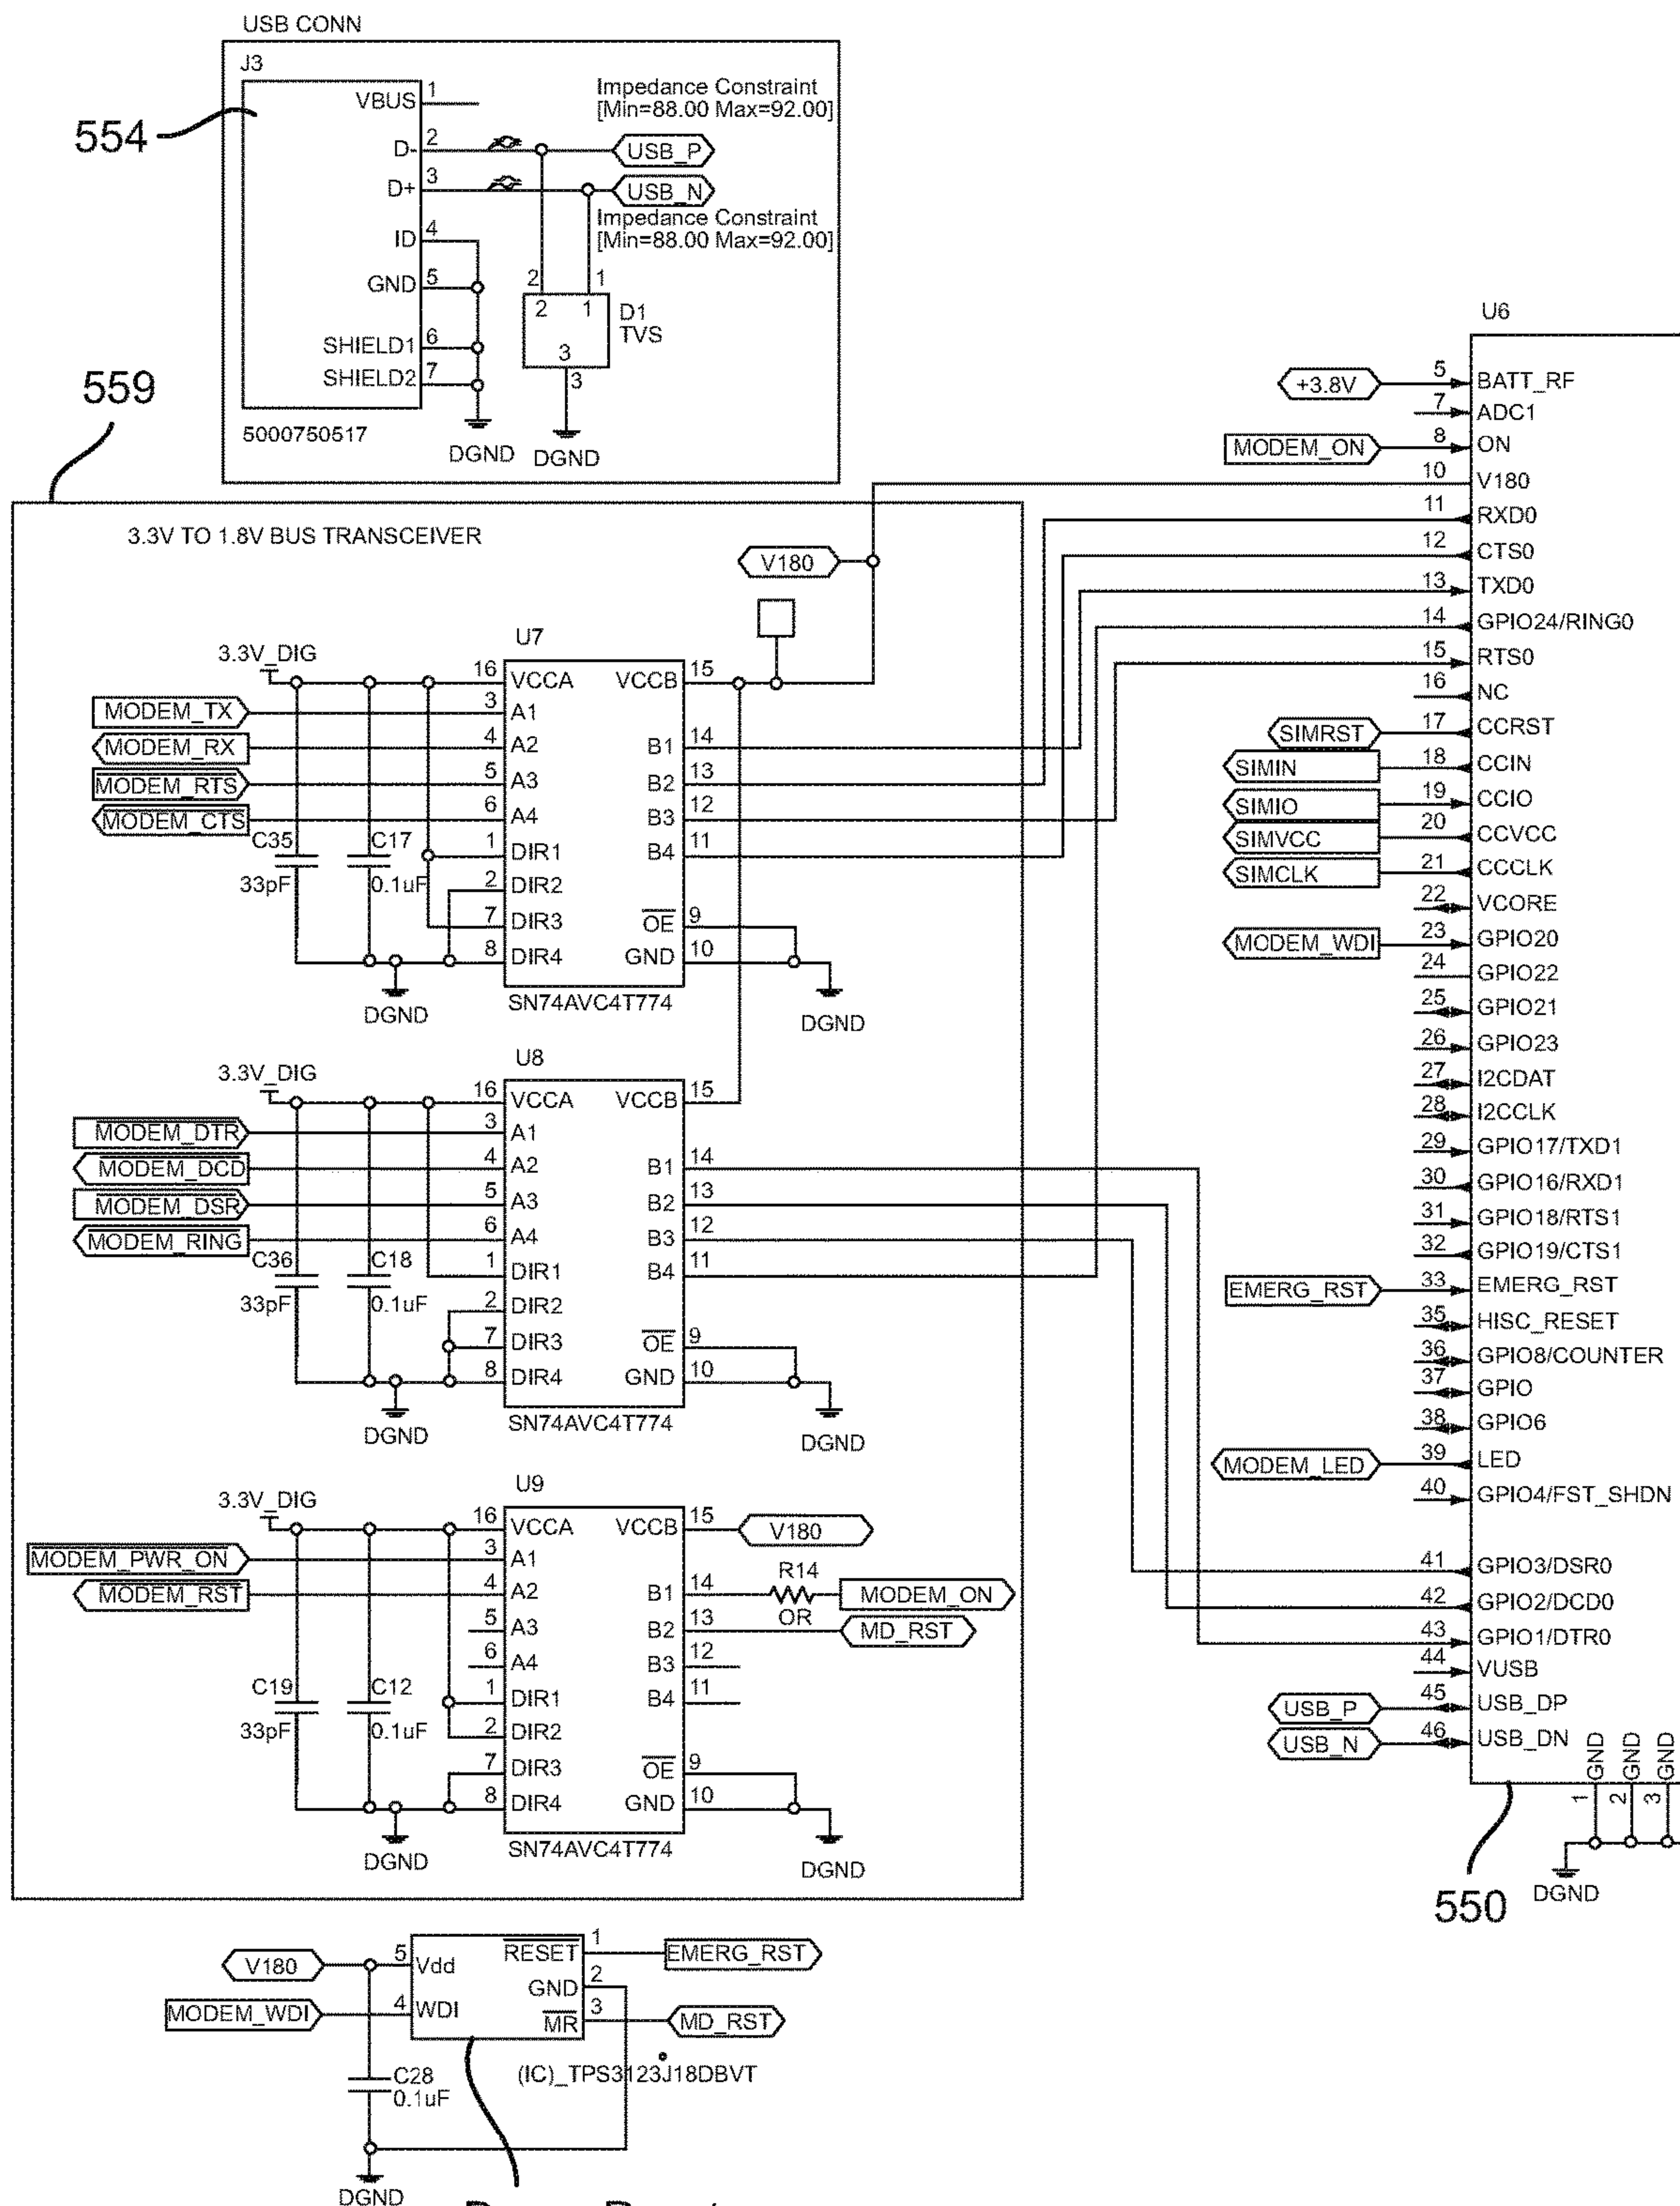 USB CONN
J3
554
VBUS 1
D- 2
D+ 3
ID 4
GND 5
SHIELD1 6
SHIELD2 7
5000750517
Impedance Constraint
[Min=88.00 Max=92.00]
USB_P
USB_N
Impedance Constraint
[Min=88.00 Max=92.00]
2 1
2 1
D1
TVS
3
3
DGND DGND
559
3.3V TO 1.8V BUS TRANSCEIVER
V180
U7
3.3V_DIG
16 VCCA VCCB 15
MODEM_TX 3 A1
MODEM_RX 4 A2 B1 14
MODEM_RTS 5 A3 B2 13
MODEM_CTS 6 A4 B3 12
C35 C17 1 DIR1 B4 11
33pF 0.1uF 2 DIR2
7 DIR3 OE 9
8 DIR4 GND 10
DGND SN74AVC4T774 DGND
U8
3.3V_DIG
16 VCCA VCCB 15
MODEM_DTR 3 A1
MODEM_DCD 4 A2 B1 14
MODEM_DSR 5 A3 B2 13
MODEM_RING 6 A4 B3 12
C36 C18 1 DIR1 B4 11
33pF 0.1uF 2 DIR2
7 DIR3 OE 9
8 DIR4 GND 10
DGND SN74AVC4T774 DGND
U9
3.3V_DIG
16 VCCA VCCB 15 V180
MODEM_PWR_ON 3 A1
R14
MODEM_RST 4 A2 B1 14 MODEM_ON
OR
5 A3 B2 13 MD_RST
6 A4 B3 12
C19 C12 1 DIR1 B4 11
33pF 0.1uF 2 DIR2
7 DIR3 OE 9
8 DIR4 GND 10
DGND SN74AVC4T774 DGND
U6
+3.8V 5 BATT_RF
7 ADC1
MODEM_ON 8 ON
10 V180
11 RXD0
12 CTS0
13 TXD0
14 GPIO24/RING0
15 RTS0
16 NC
SIMRST 17 CCRST
SIMIN 18 CCIN
SIMIO 19 CCIO
SIMVCC 20 CCVCC
SIMCLK 21 CCCLK
22 VCORE
MODEM_WDI 23 GPIO20
24 GPIO22
25 GPIO21
26 GPIO23
27 I2CDAT
28 I2CCLK
29 GPIO17/TXD1
30 GPIO16/RXD1
31 GPIO18/RTS1
32 GPIO19/CTS1
EMERG_RST 33 EMERG_RST
35 HISC_RESET
36 GPIO8/COUNTER
37 GPIO
38 GPIO6
MODEM_LED 39 LED
40 GPIO4/FST_SHDN
41 GPIO3/DSR0
42 GPIO2/DCD0
43 GPIO1/DTR0
44 VUSB
USB_P 45 USB_DP
USB_N 46 USB_DN
GND GND GND
1 2 3
DGND
550
V180 5 Vdd RESET 1 EMERG_RST
GND 2
MODEM_WDI 4 WDI MR 3 MD_RST
(IC)_TPS3123J18DBVT
C28
0.1uF
DGND